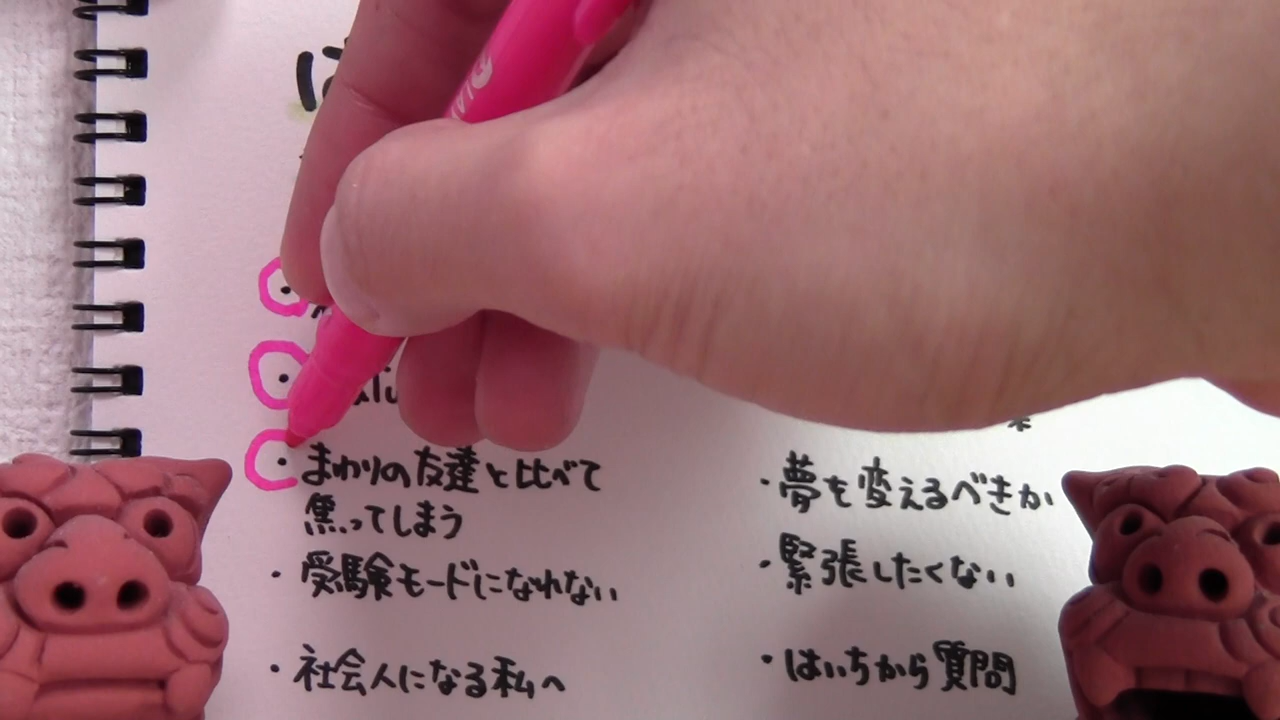 ・まわりの友達と比べて
焦ってしまう
・受験モードになれない
・社会人になる私へ
・夢を変えるべきか
・緊張したくない
・はいちから質問